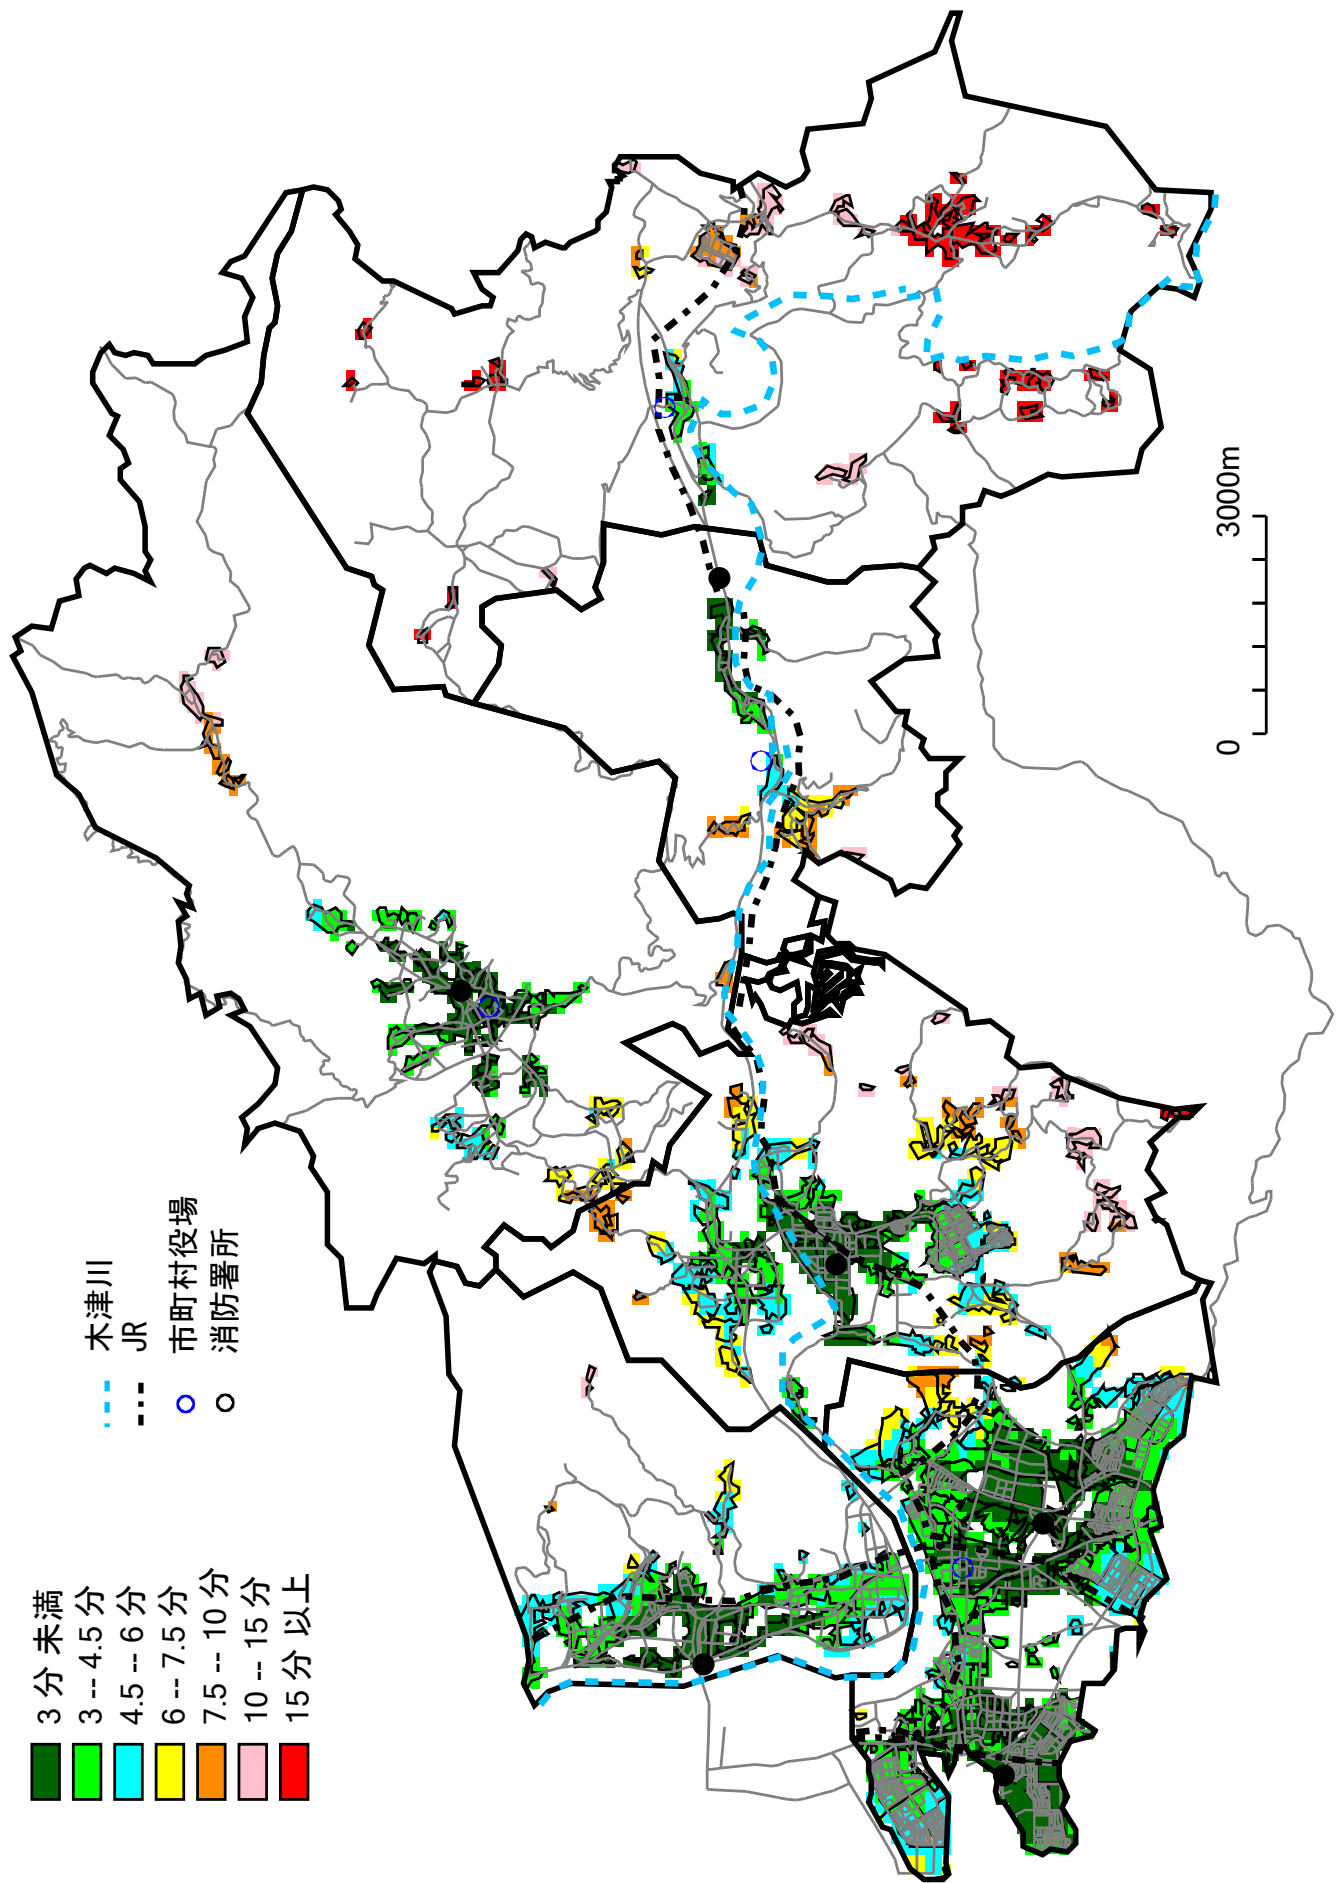 3 分 未満
3 -- 4.5 分
4.5 -- 6 分
6 -- 7.5 分
7.5 -- 10 分
10 -- 15 分
15 分 以上
木津川
JR
市町村役場
消防署所
0 3000m